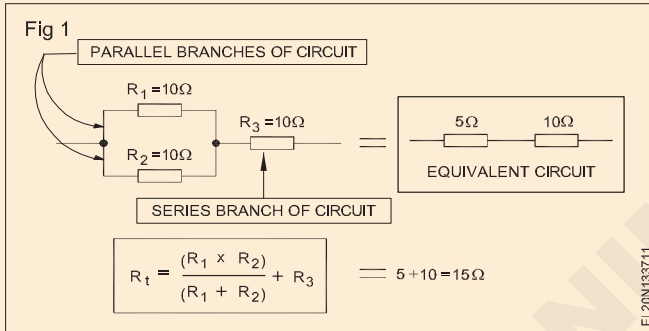 Fig 1
PARALLEL BRANCHES OF CIRCUIT
R1=10Ω
R2=10Ω
R3=10Ω
=
5Ω 10Ω
EQUIVALENT CIRCUIT
SERIES BRANCH OF CIRCUIT
Rt = (R1 x R2) / (R1 + R2) + R3 = 5+10=15Ω
EL20N133711